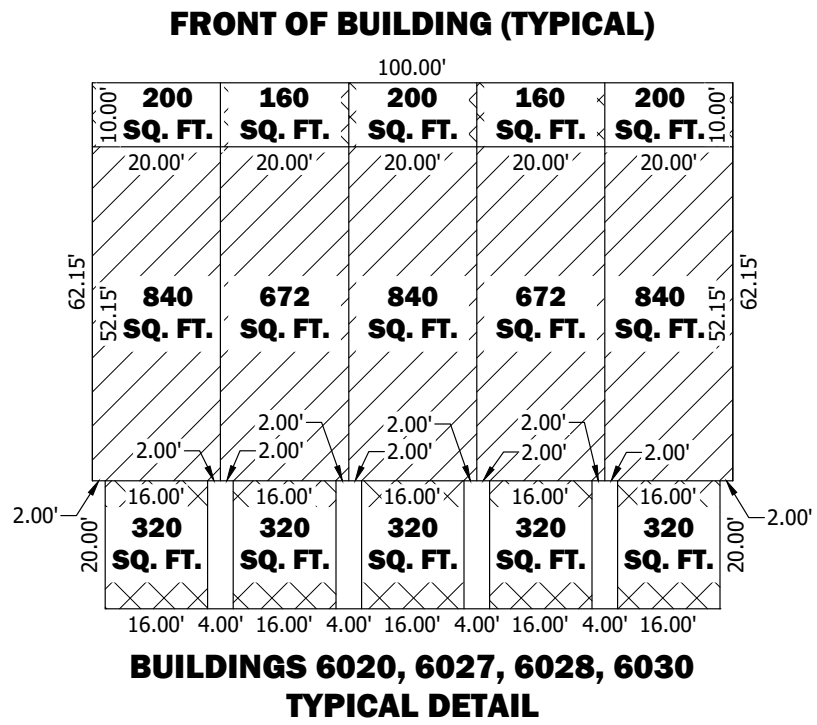 FRONT OF BUILDING (TYPICAL)
100.00'
10.00' 200 160 200 160 200 10.00'
SQ. FT. SQ. FT. SQ. FT. SQ. FT. SQ. FT.
20.00' 20.00' 20.00' 20.00' 20.00'
62.15' 52.15' 840 672 840 672 840 52.15' 62.15'
SQ. FT. SQ. FT. SQ. FT. SQ. FT. SQ. FT.
2.00' 2.00' 2.00'
2.00' 2.00' 2.00' 2.00' 2.00'
2.00' 16.00' 16.00' 16.00' 16.00' 16.00' 2.00'
20.00' 320 320 320 320 320 20.00'
SQ. FT. SQ. FT. SQ. FT. SQ. FT. SQ. FT.
16.00' 4.00' 16.00' 4.00' 16.00' 4.00' 16.00' 4.00' 16.00'
BUILDINGS 6020, 6027, 6028, 6030
TYPICAL DETAIL